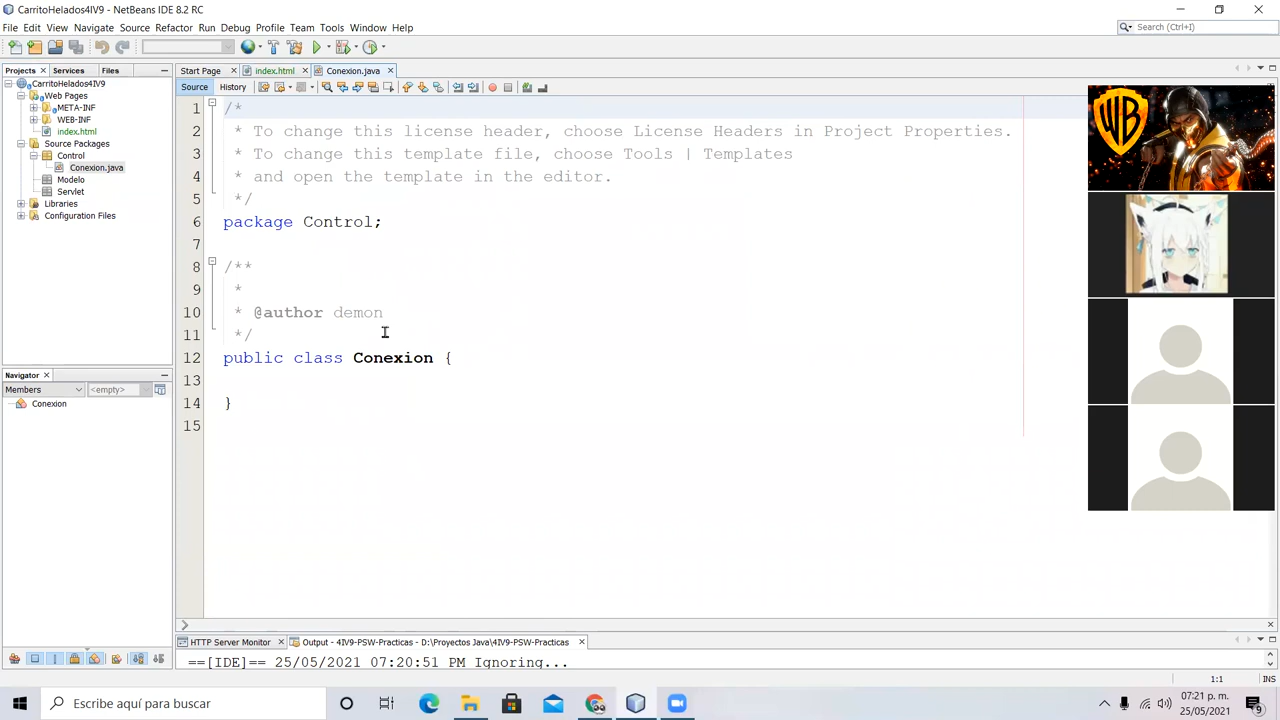 CarritoHelados4IV9 - NetBeans IDE 8.2 RC
File Edit View Navigate Source Refactor Run Debug Profile Team Tools Window Help
Search (Ctrl+I)
Projects Services Files
Start Page index.html Conexion.java
Source History
CarritoHelados4IV9
Web Pages
META-INF
WEB-INF
index.html
Source Packages
Control
Conexion.java
Modelo
Servlet
Libraries
Configuration Files
1 /*
2 * To change this license header, choose License Headers in Project Properties.
3 * To change this template file, choose Tools | Templates
4 * and open the template in the editor.
5 */
6 package Control;
7
8 /**
9 *
10 * @author demon
11 */
12 public class Conexion {
13
14 }
15
WB
Navigator
Members <empty>
Conexion
HTTP Server Monitor Output - 4IV9-PSW-Practicas - D:\Proyectos Java\4IV9-PSW-Practicas
==[IDE]== 25/05/2021 07:20:51 PM Ignoring...
1:1 INS
Escribe aquí para buscar
07:21 p. m.
25/05/2021
9